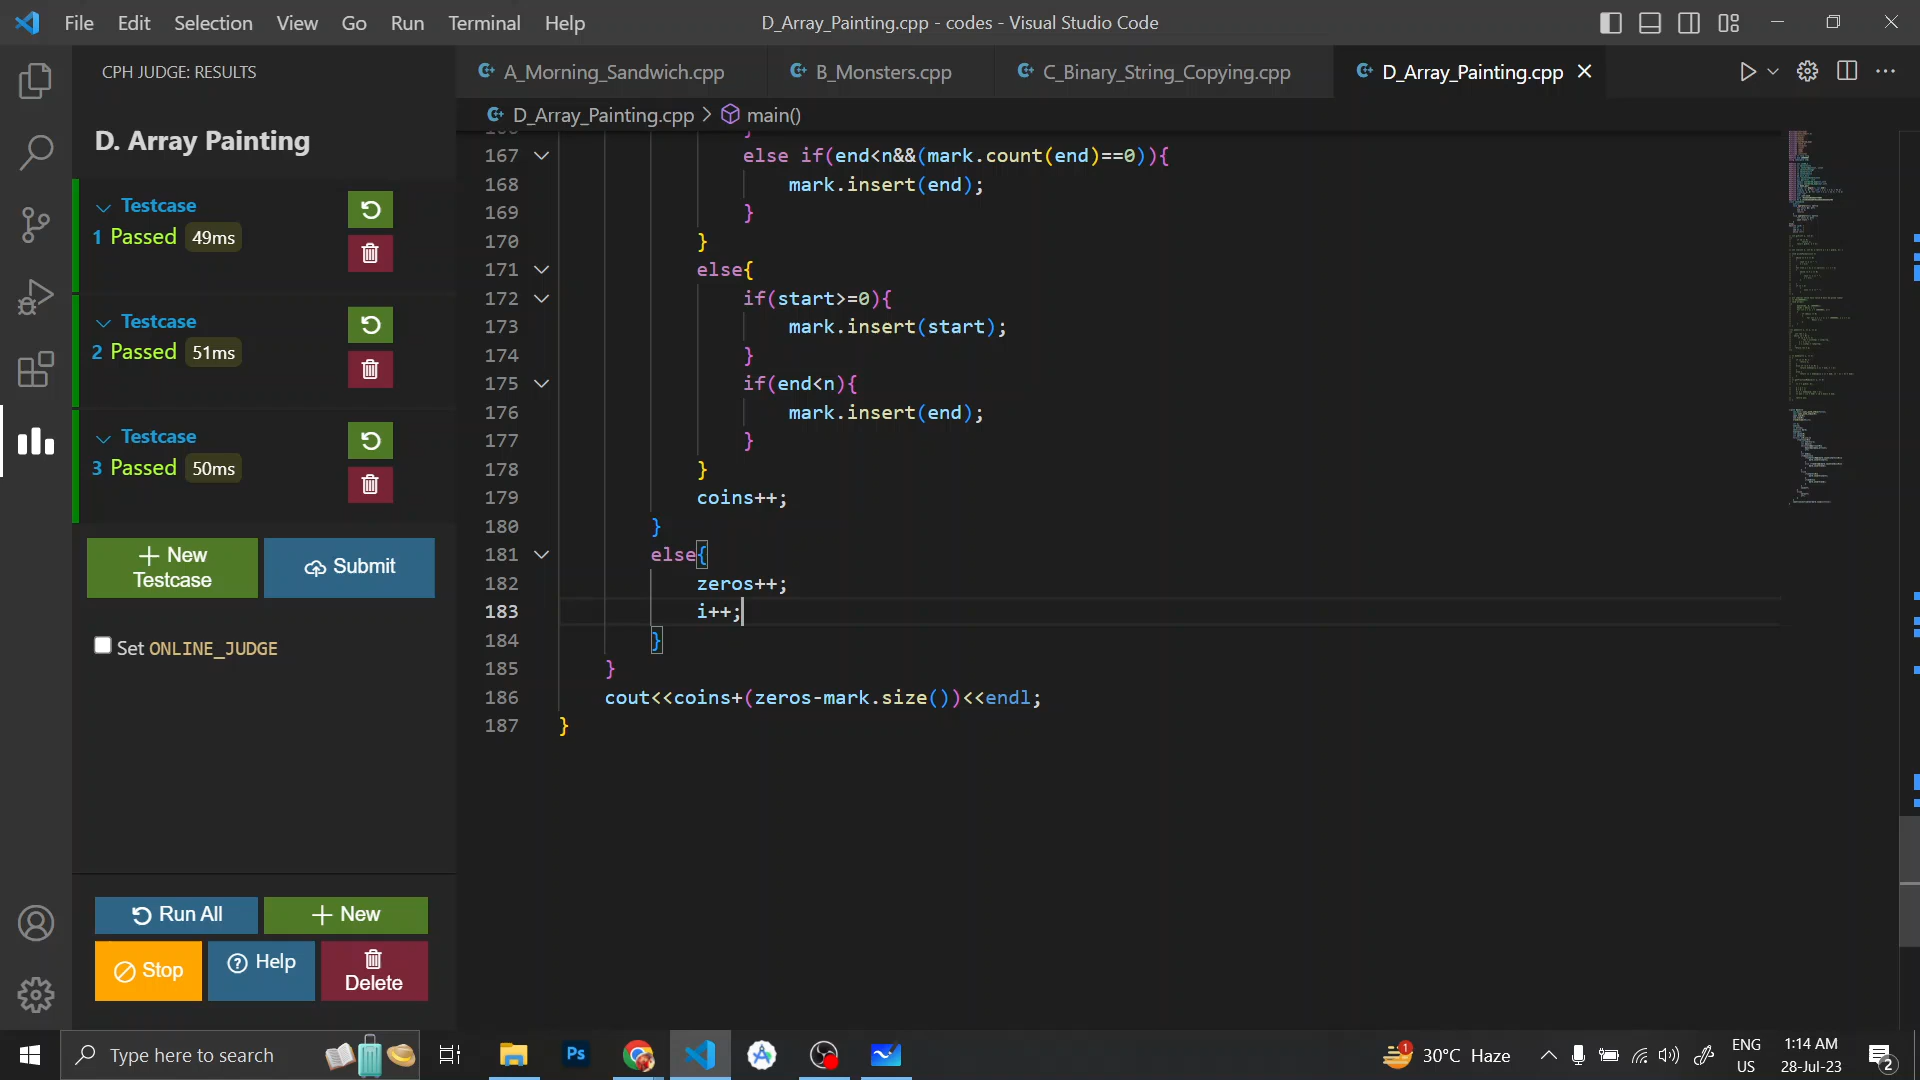 File Edit Selection View Go Run Terminal Help
D_Array_Painting.cpp - codes - Visual Studio Code
CPH JUDGE: RESULTS
A_Morning_Sandwich.cpp
B_Monsters.cpp
C_Binary_String_Copying.cpp
D_Array_Painting.cpp
D_Array_Painting.cpp > main()
D. Array Painting
Testcase
1 Passed 49ms
Testcase
2 Passed 51ms
Testcase
3 Passed 50ms
+ New
Testcase
Submit
Set ONLINE_JUDGE
Run All
+ New
Stop
Help
Delete
167 else if(end<n&&(mark.count(end)==0)){
168 mark.insert(end);
169 }
170 }
171 else{
172 if(start>=0){
173 mark.insert(start);
174 }
175 if(end<n){
176 mark.insert(end);
177 }
178 }
179 coins++;
180 }
181 else{
182 zeros++;
183 i++;
184 }
185 }
186 cout<<coins+(zeros-mark.size())<<endl;
187 }
Type here to search
Ps
1
30°C Haze
ENG
US
1:14 AM
28-Jul-23
2